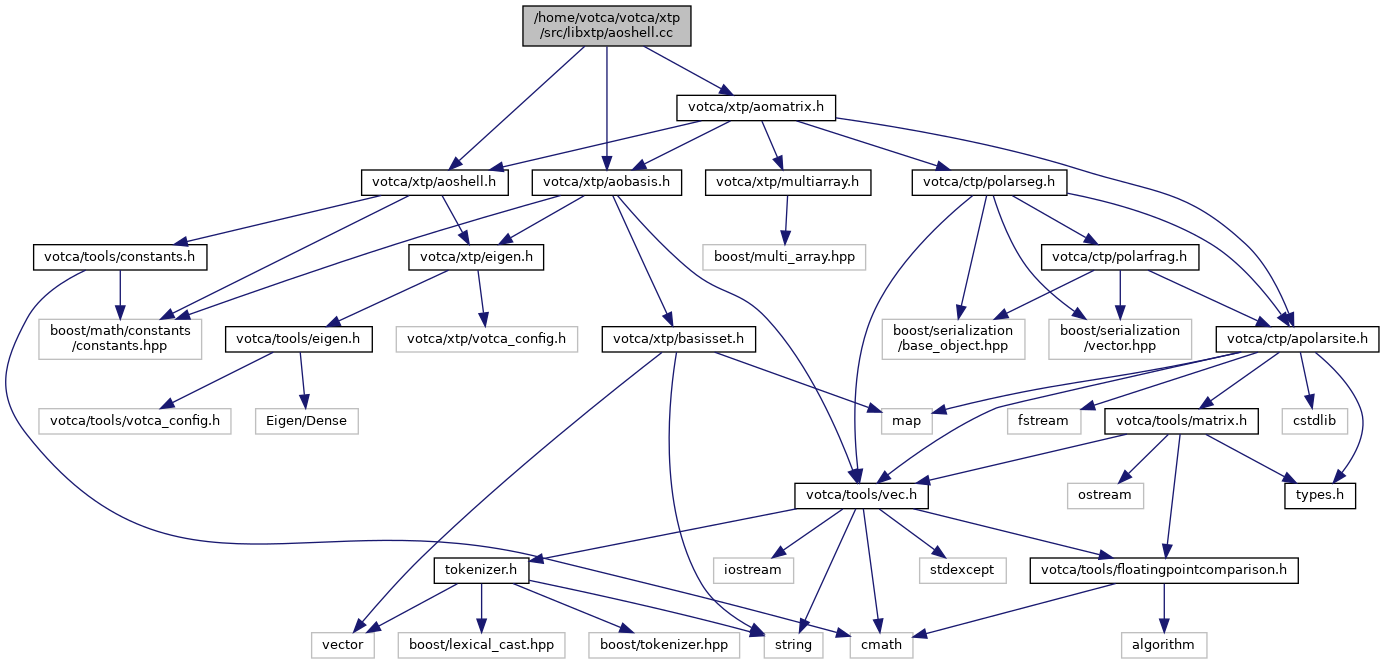 /home/votca/votca/xtp
/src/libxtp/aoshell.cc
votca/xtp/aomatrix.h
votca/xtp/aoshell.h
votca/xtp/aobasis.h
votca/xtp/multiarray.h
votca/ctp/polarseg.h
votca/tools/constants.h
votca/xtp/eigen.h
boost/multi_array.hpp
votca/ctp/polarfrag.h
boost/math/constants
/constants.hpp
votca/tools/eigen.h
votca/xtp/votca_config.h
votca/xtp/basisset.h
boost/serialization
/base_object.hpp
boost/serialization
/vector.hpp
votca/ctp/apolarsite.h
votca/tools/votca_config.h
Eigen/Dense
map
fstream
votca/tools/matrix.h
cstdlib
votca/tools/vec.h
ostream
types.h
tokenizer.h
iostream
stdexcept
votca/tools/floatingpointcomparison.h
vector
boost/lexical_cast.hpp
boost/tokenizer.hpp
string
cmath
algorithm